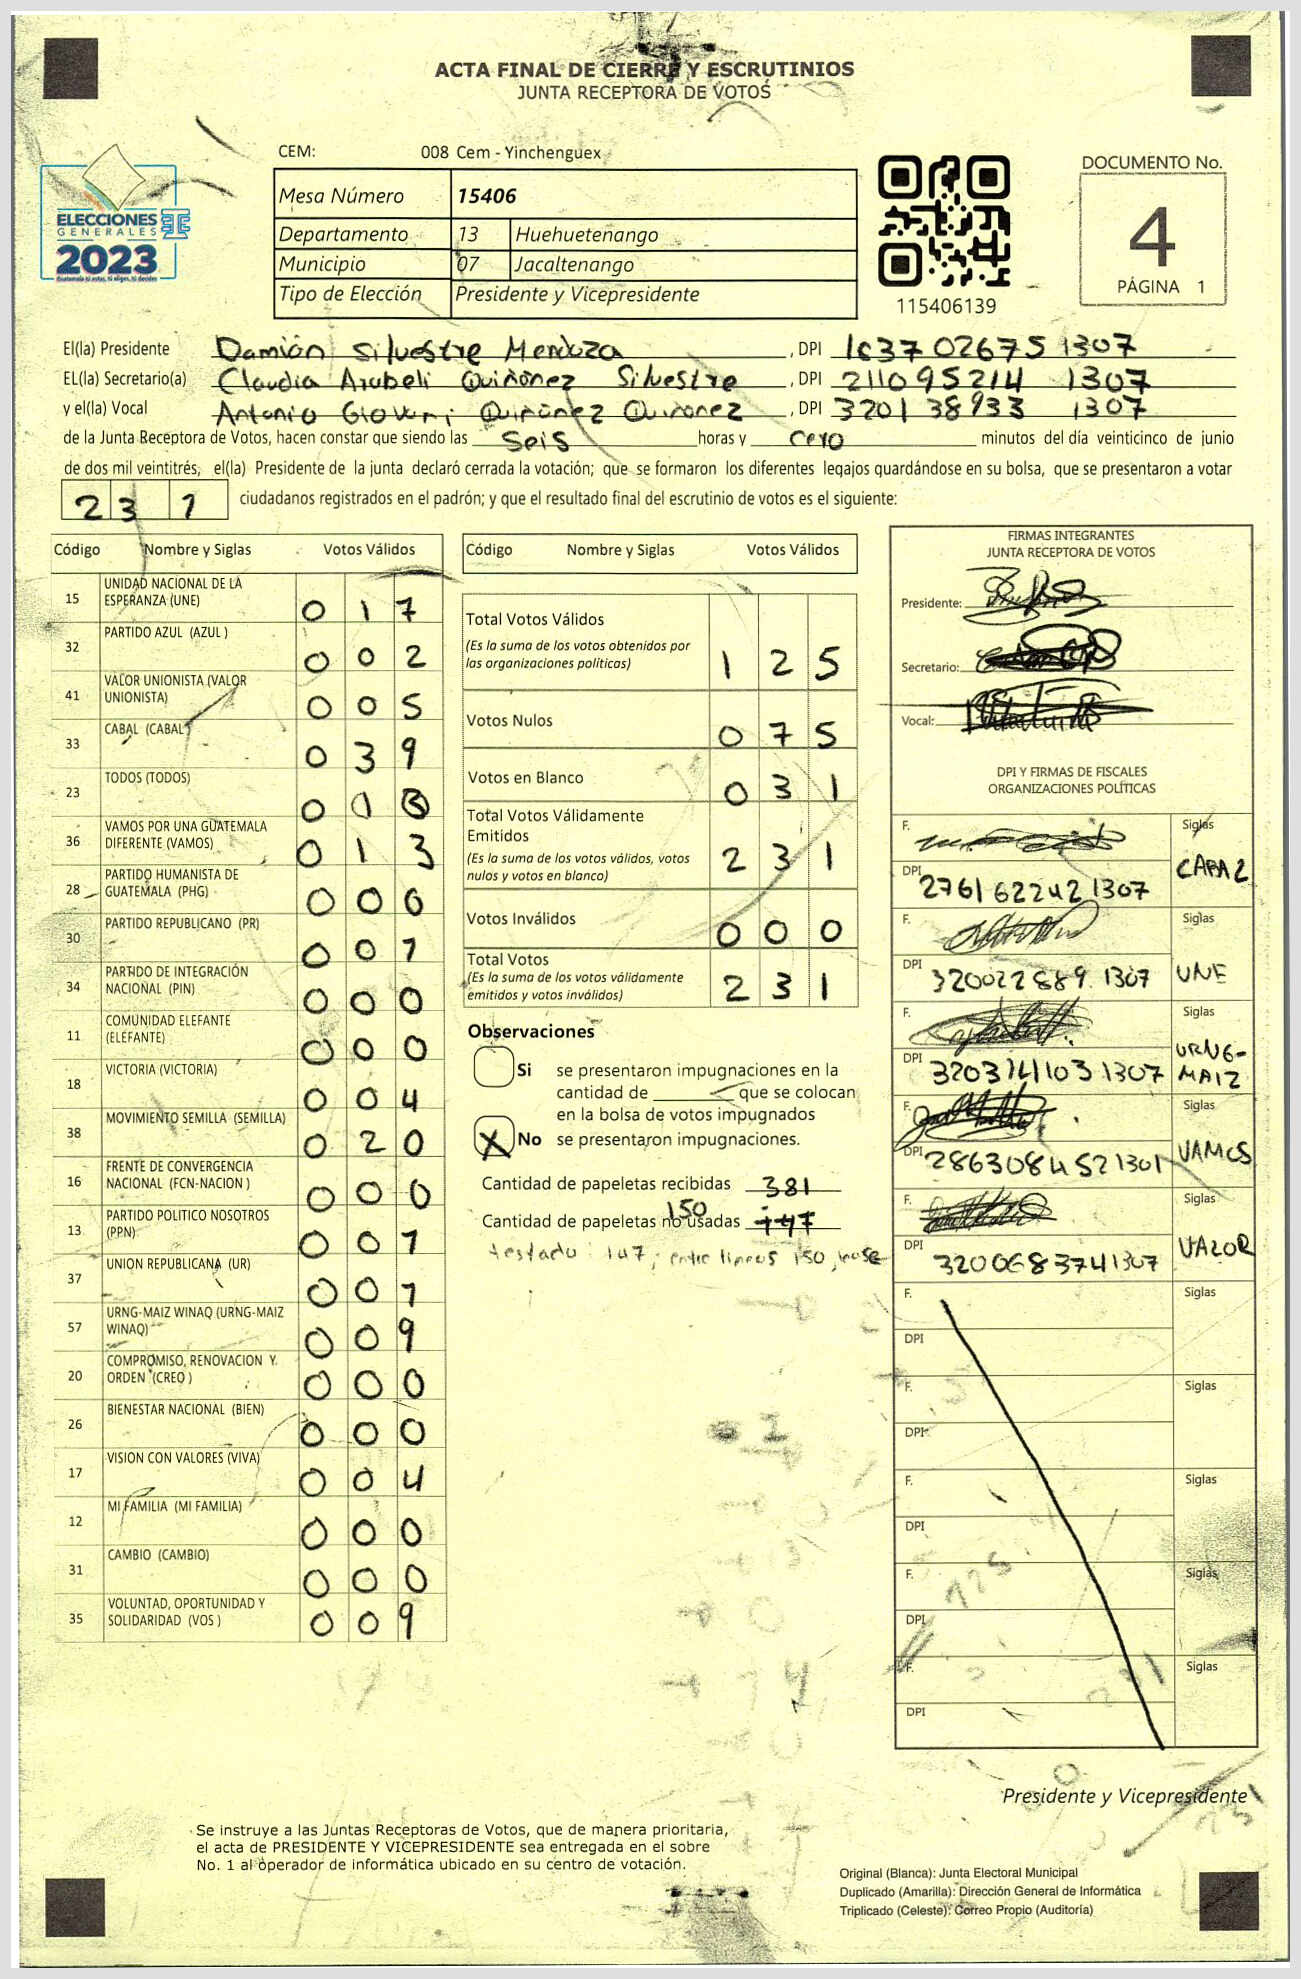 ACTA FINAL DE CIERRE Y ESCRUTINIOS
JUNTA RECEPTORA DE VOTOS
CEM: 008 Cem - Yinchenguex
Mesa Número 15406
Departamento 13 Huehuetenango
Municipio 07 Jacaltenango
Tipo de Elección Presidente y Vicepresidente
ELECCIONES
GENERALES
2023
115406139
DOCUMENTO No.
4
PÁGINA 1
El(la) Presidente Damián Silvestre Mendoza, DPI 1637 02675 1307
EL(la) Secretario(a) Claudia Arabeli Quiñónez Silvestre, DPI 211095214 1307
y el(la) Vocal Antonio Giovani Quiñónez Quiñonez, DPI 3201 38933 1307
de la Junta Receptora de Votos, hacen constar que siendo las Seis horas y cero minutos del día veinticinco de junio
de dos mil veintitrés, el(la) Presidente de la junta declaró cerrada la votación; que se formaron los diferentes legajos quardándose en su bolsa, que se presentaron a votar
231 ciudadanos registrados en el padrón; y que el resultado final del escrutinio de votos es el siguiente:
Código Nombre y Siglas Votos Válidos
15 UNIDAD NACIONAL DE LA ESPERANZA (UNE) 0 1 7
32 PARTIDO AZUL (AZUL ) 0 0 2
41 VALOR UNIONISTA (VALOR UNIONISTA) 0 0 5
33 CABAL (CABAL) 0 3 9
23 TODOS (TODOS) 0 1
36 VAMOS POR UNA GUATEMALA DIFERENTE (VAMOS) 0 1 3
28 PARTIDO HUMANISTA DE GUATEMALA (PHG) 0 0 0
30 PARTIDO REPUBLICANO (PR) 0 0 1
34 PARTIDO DE INTEGRACIÓN NACIONAL (PIN) 0 0 0
11 COMUNIDAD ELEFANTE (ELEFANTE) 0 0 0
18 VICTORIA (VICTORIA) 0 0 4
38 MOVIMIENTO SEMILLA (SEMILLA) 0 2 0
16 FRENTE DE CONVERGENCIA NACIONAL (FCN-NACION ) 0 0 0
13 PARTIDO POLITICO NOSOTROS (PPN) 0 0 1
37 UNION REPUBLICANA (UR) 0 0 1
57 URNG-MAIZ WINAQ (URNG-MAIZ WINAQ) 0 0 9
20 COMPROMISO, RENOVACION Y ORDEN (CREO ) 0 0 0
26 BIENESTAR NACIONAL (BIEN) 0 0 0
17 VISION CON VALORES (VIVA) 0 0 4
12 MI FAMILIA (MI FAMILIA) 0 0 0
31 CAMBIO (CAMBIO) 0 0 0
35 VOLUNTAD, OPORTUNIDAD Y SOLIDARIDAD (VOS ) 0 0 9
Código Nombre y Siglas Votos Válidos
Total Votos Válidos 1 2 5
(Es la suma de los votos obtenidos por las organizaciones políticas)
Votos Nulos 0 7 5
Votos en Blanco 0 3 1
Total Votos Válidamente Emitidos 2 3 1
(Es la suma de los votos válidos, votos nulos y votos en blanco)
Votos Inválidos 0 0 0
Total Votos 2 3 1
(Es la suma de los votos válidamente emitidos y votos inválidos)
Observaciones
Si se presentaron impugnaciones en la
cantidad de que se colocan
en la bolsa de votos impugnados
X No se presentaron impugnaciones.
Cantidad de papeletas recibidas 381
150
Cantidad de papeletas no usadas 147
testado: 147, entre lineas 150, lease
FIRMAS INTEGRANTES
JUNTA RECEPTORA DE VOTOS
Presidente:
Secretario:
Vocal:
DPI Y FIRMAS DE FISCALES
ORGANIZACIONES POLÍTICAS
F. Siglas
DPI 2761 62242 1307 CABAL
F. Siglas
DPI 320022889 1307 UNE
F. Siglas
DPI 320314103 1307 URNG-MAIZ
F. Siglas
DPI 2863084521301 VAMOS
F. Siglas
DPI 3200683741307 VALOR
F. Siglas
DPI
F. Siglas
DPI
F. Siglas
DPI
F. Siglas
DPI
F. Siglas
DPI
Presidente y Vicepresidente
Se instruye a las Juntas Receptoras de Votos, que de manera prioritaria,
el acta de PRESIDENTE Y VICEPRESIDENTE sea entregada en el sobre
No. 1 al operador de informática ubicado en su centro de votación.
Original (Blanca): Junta Electoral Municipal
Duplicado (Amarilla): Dirección General de Informática
Triplicado (Celeste): Correo Propio (Auditoría)